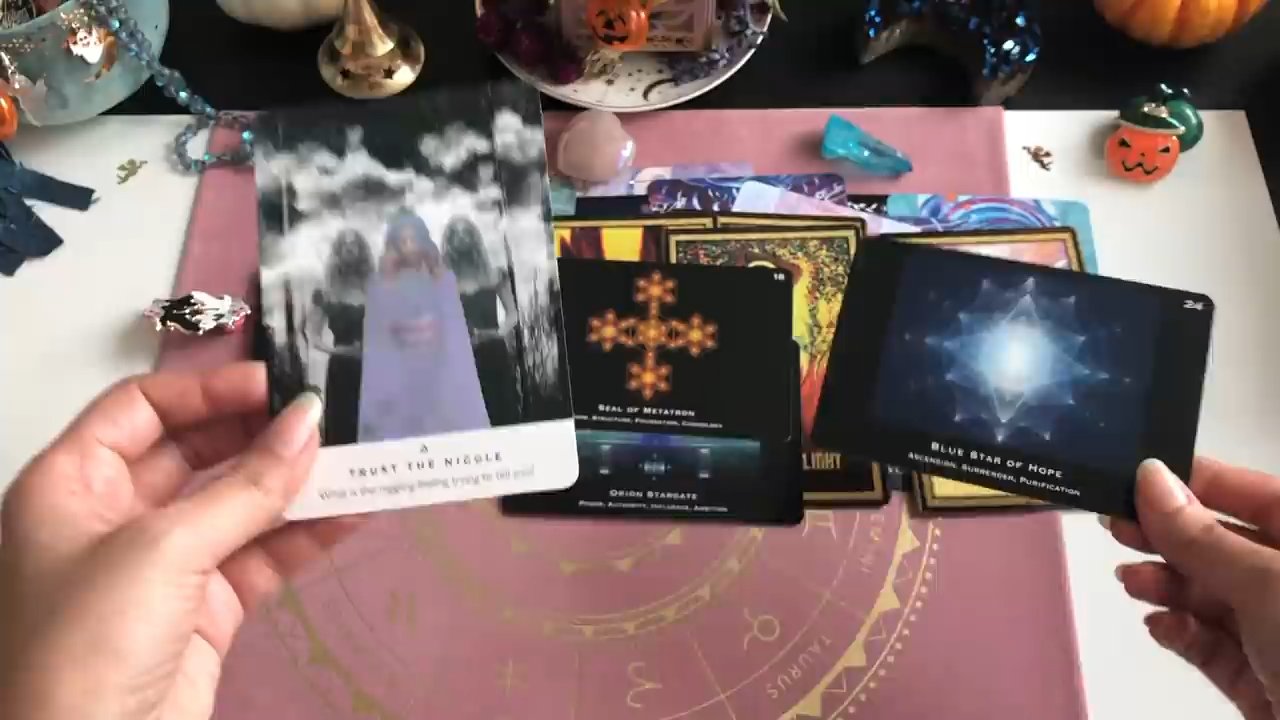 TRUST THE NIGGLE
What is the niggling feeling trying to tell you?
18
SEAL OF METATRON
STRUCTURE, FOUNDATION, COSMOLOGY
ORION STARGATE
POWER, AUTHORITY, INFLUENCE, AMBITION
LIGHT
BLUE STAR OF HOPE
ASCENSION, SURRENDER, PURIFICATION
TAURUS